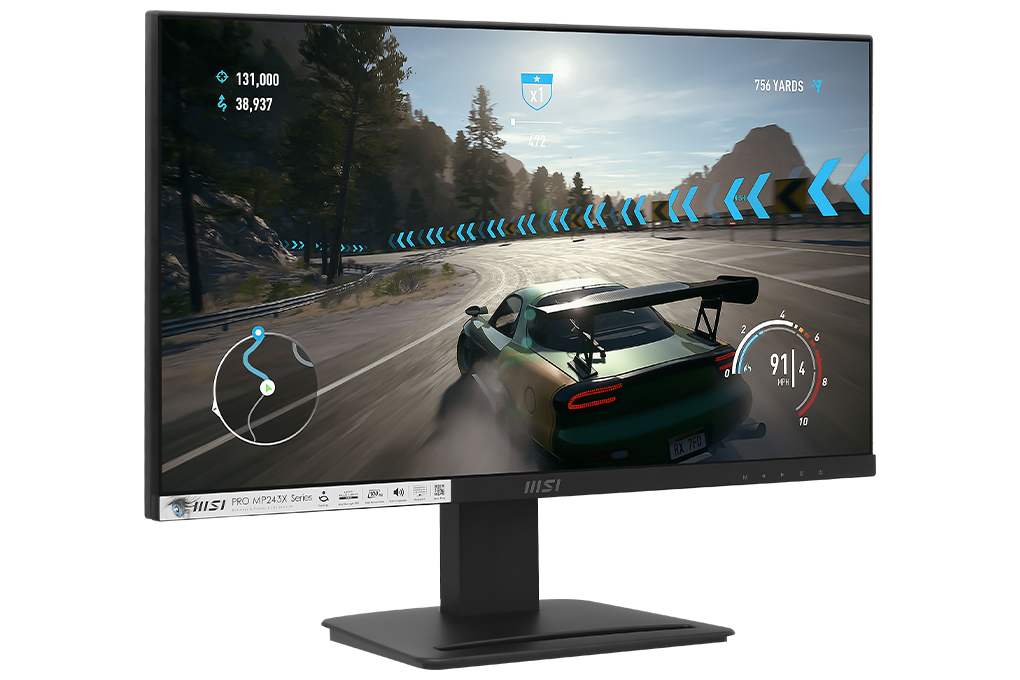 131,000
38,937
x1
472
756 YARDS
0 2 4 6 8 10
91 4
MPH
RX 7FD
msi PRO MP243X Series
100Hz
msi